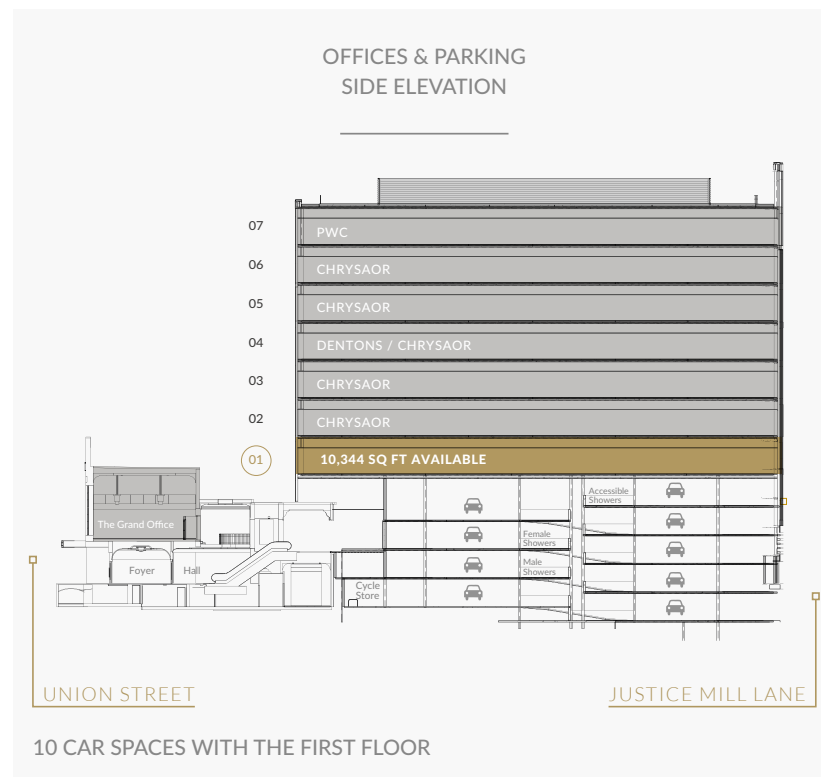 OFFICES & PARKING
SIDE ELEVATION
07
PWC
06
CHRYSAOR
05
CHRYSAOR
04
DENTONS / CHRYSAOR
03
CHRYSAOR
02
CHRYSAOR
01
10,344 SQ FT AVAILABLE
Accessible
Showers
The Grand Office
Female
Showers
Foyer
Hall
Male
Showers
Cycle
Store
UNION STREET
JUSTICE MILL LANE
10 CAR SPACES WITH THE FIRST FLOOR